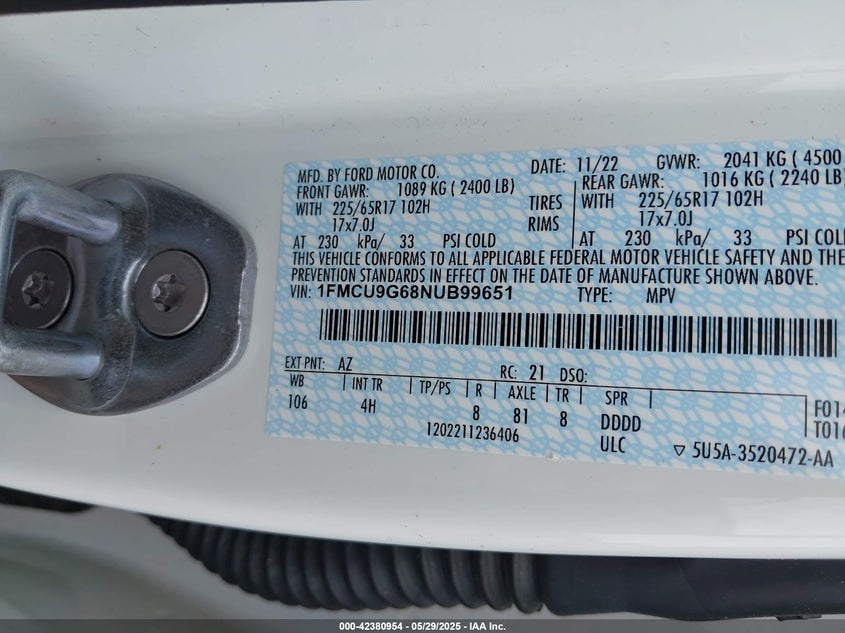 MFD. BY FORD MOTOR CO. DATE: 11/22 GVWR: 2041 KG ( 4500
FRONT GAWR: 1089 KG ( 2400 LB) REAR GAWR: 1016 KG ( 2240 LB)
WITH 225/65R17 102H TIRES WITH 225/65R17 102H
17x7.0J RIMS 17x7.0J
AT 230 kPa/ 33 PSI COLD AT 230 kPa/ 33 PSI COLD
THIS VEHICLE CONFORMS TO ALL APPLICABLE FEDERAL MOTOR VEHICLE SAFETY AND THE
PREVENTION STANDARDS IN EFFECT ON THE DATE OF MANUFACTURE SHOWN ABOVE.
VIN: 1FMCU9G68NUB99651 TYPE: MPV
EXT PNT: AZ RC: 21 DSO:
WB INT TR TP/PS R AXLE TR SPR
106 4H 8 81 8 DDDD F014
1202211236406 ULC T016
▽ 5U5A-3520472-AA
000-42380954 - 05/29/2025 - IAA Inc.